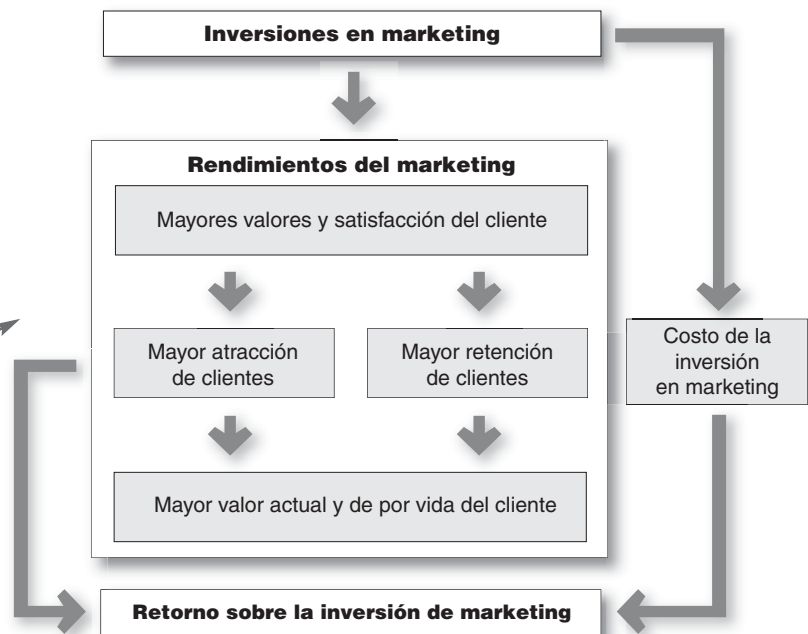 Inversiones en marketing
Rendimientos del marketing
Mayores valores y satisfacción del cliente
Mayor atracción
de clientes
Mayor retención
de clientes
Costo de la
inversión
en marketing
Mayor valor actual y de por vida del cliente
Retorno sobre la inversión de marketing